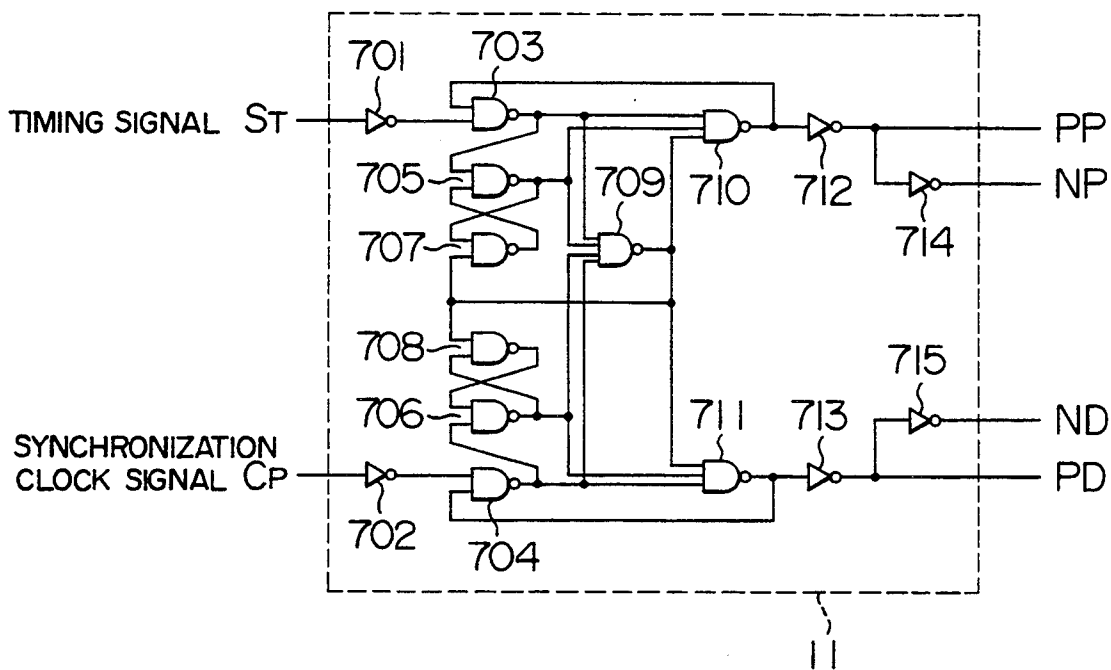 703
701
TIMING SIGNAL ST
PP
705
709
710
712
NP
707
714
708
715
706
711
713
ND
SYNCHRONIZATION
CLOCK SIGNAL CP
PD
702
704
11